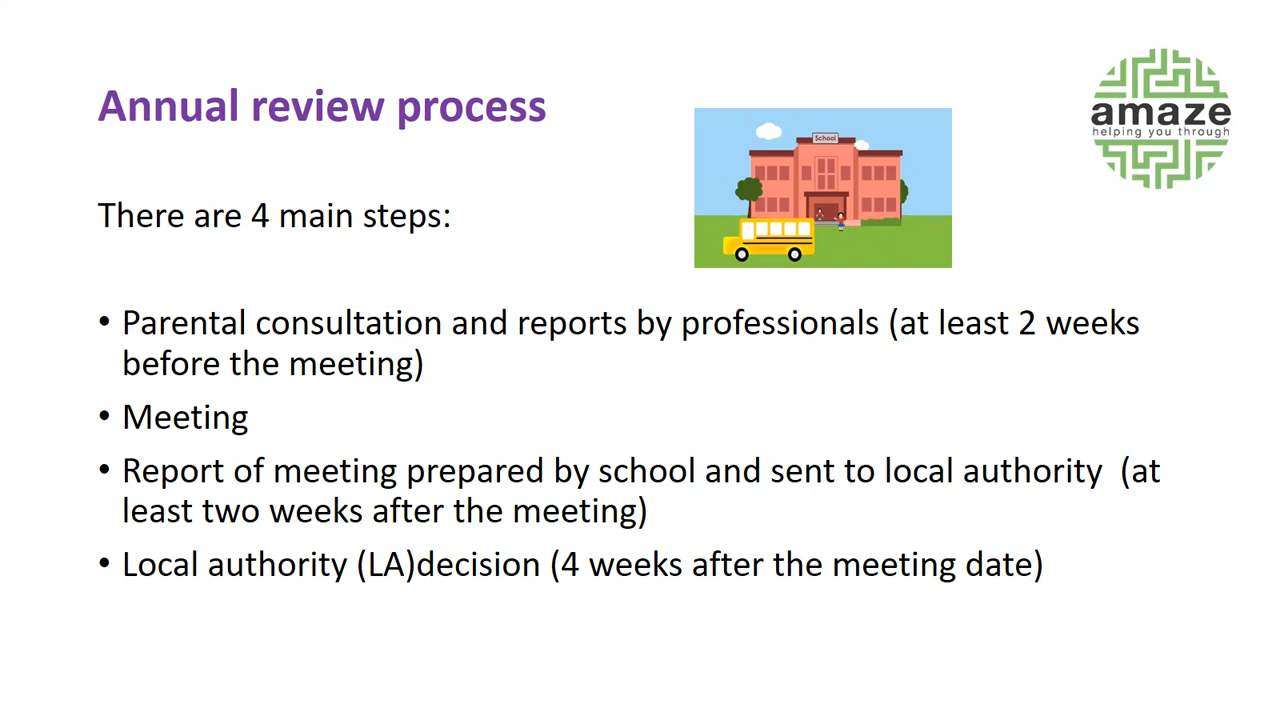 Annual review process
School
amaze
helping you through
There are 4 main steps:
• Parental consultation and reports by professionals (at least 2 weeks
before the meeting)
• Meeting
• Report of meeting prepared by school and sent to local authority  (at
least two weeks after the meeting)
• Local authority (LA)decision (4 weeks after the meeting date)